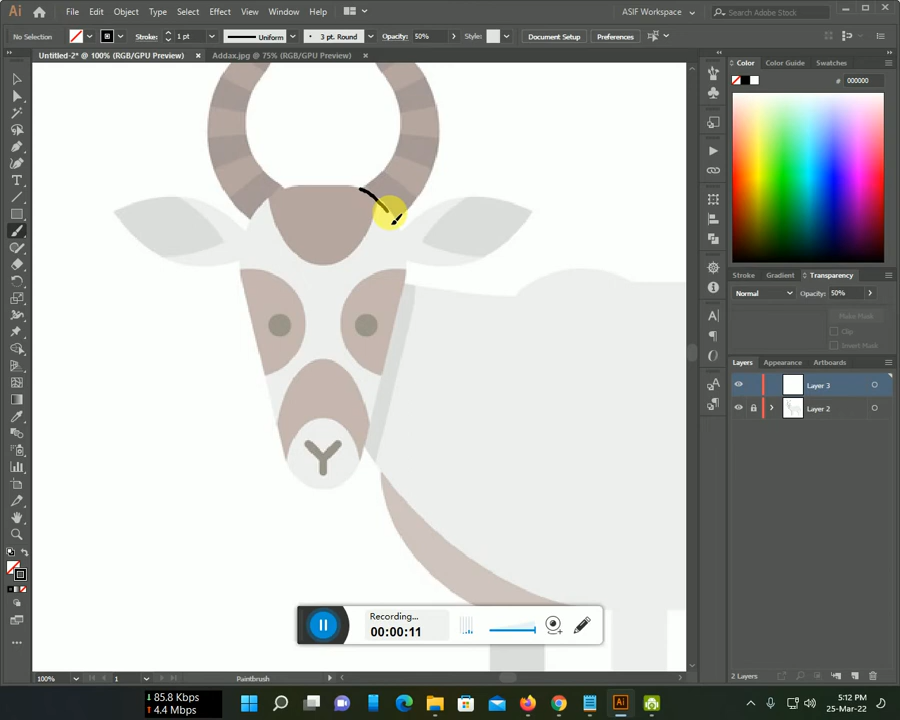 Ai File Edit Object Type Select Effect View Window Help ASIF Workspace Search Adobe Stock
No Selection Stroke: 1 pt Uniform 3 pt. Round Opacity: 50% Style: Document Setup Preferences
Untitled-2* @ 100% (RGB/GPU Preview) × Addax.jpg @ 75% (RGB/GPU Preview) ×
Color Color Guide Swatches
# 000000
Stroke Gradient Transparency
Normal Opacity: 50%
Make Mask
Clip
Invert Mask
Layers Appearance Artboards
Layer 3
Layer 2
Recording...
00:00:11
100% 1 Paintbrush 2 Layers
85.8 Kbps
4.4 Mbps
5:12 PM
25-Mar-22